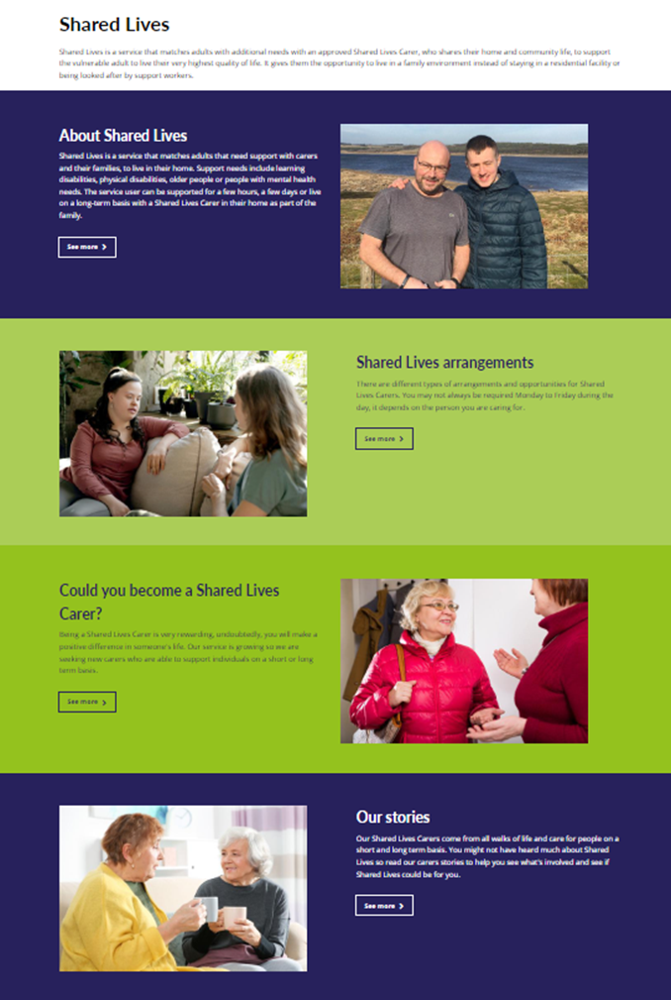 Shared Lives
Shared Lives is a service that matches adults with additional needs with an approved Shared Lives Carer, who shares their home and community life, to support
the vulnerable adult to live their very highest quality of life. It gives them the opportunity to live in a family environment instead of staying in a residential facility or
being looked after by support workers.
About Shared Lives
Shared Lives is a service that matches adults that need support with carers
and their families, to live in their home. Support needs include learning
disabilities, physical disabilities, older people or people with mental health
needs. The service user can be supported for a few hours, a few days or live
on a long-term basis with a Shared Lives Carer in their home as part of the
family.
See more
Shared Lives arrangements
There are different types of arrangements and opportunities for Shared
Lives Carers. You may not always be required Monday to Friday during the
day, it depends on the person you are caring for.
See more
Could you become a Shared Lives
Carer?
Being a Shared Lives Carer is very rewarding, undoubtedly, you will make a
positive difference in someone's life. Our service is growing so we are
seeking new carers who are able to support individuals on a short or long
term basis.
See more
Our stories
Our Shared Lives Carers come from all walks of life and care for people on a
short and long term basis. You might not have heard much about Shared
Lives so read our carers stories to help you see what's involved and see if
Shared Lives could be for you.
See more